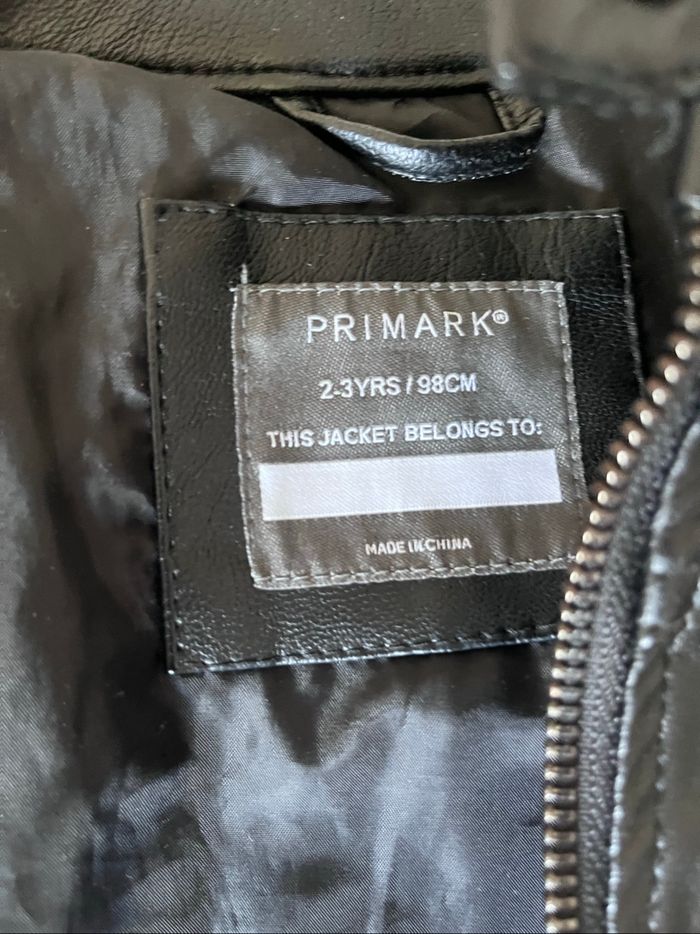 PRIMARK®
2-3YRS / 98CM
THIS JACKET BELONGS TO:
MADE IN CHINA